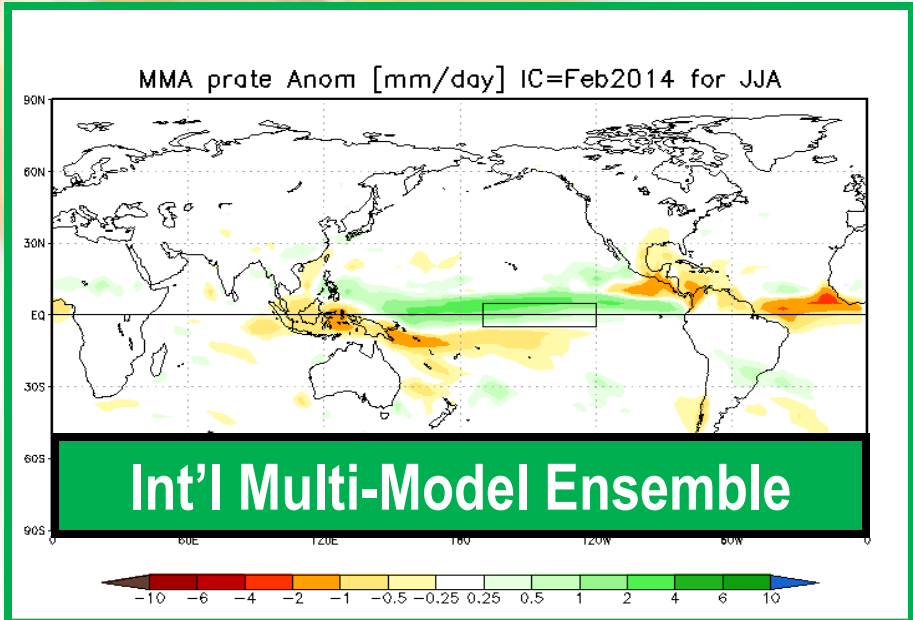 MMA prate Anom [mm/day] IC=Feb2014 for JJA
90N
60N
30N
EQ
30S
60S
Int'l Multi-Model Ensemble
90S
0 60E 120E 180 120W 60W 0
-10 -6 -4 -2 -1 -0.5 -0.25 0.25 0.5 1 2 4 6 10